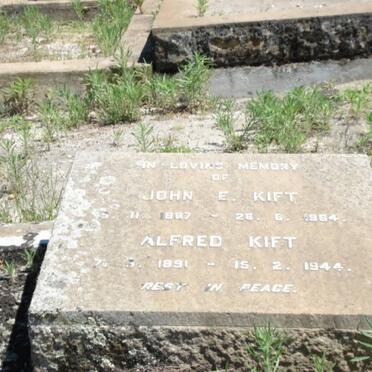 IN LOVING MEMORY
OF
JOHN E. KIFT
11. 1887 - 26. 6. 1964.
ALFRED KIFT
1891 - 15. 2. 1944.
REST IN PEACE.